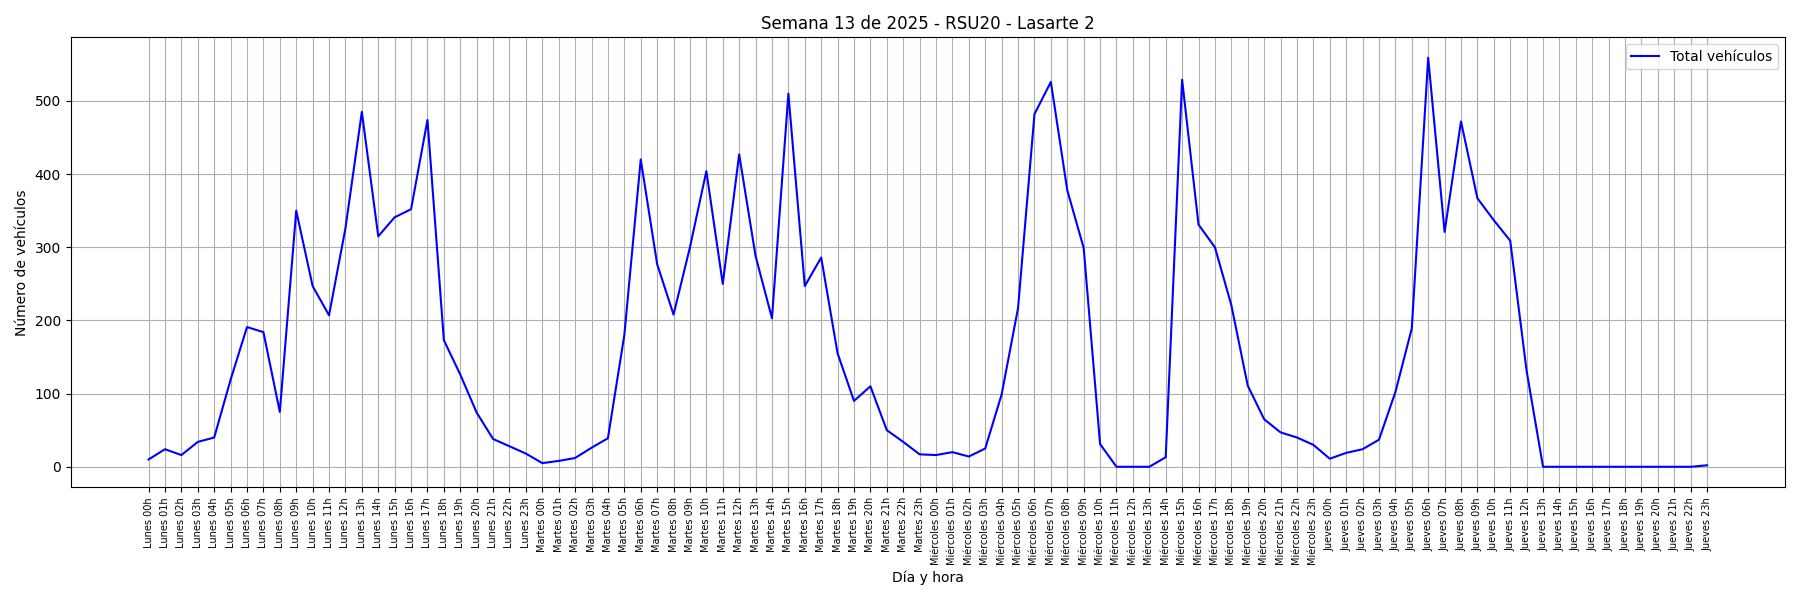 Semana 13 de 2025 - RSU20 - Lasarte 2
Total vehículos
Número de vehículos
500
400
300
200
100
0
Lunes 00h
Lunes 01h
Lunes 02h
Lunes 03h
Lunes 04h
Lunes 05h
Lunes 06h
Lunes 07h
Lunes 08h
Lunes 09h
Lunes 10h
Lunes 11h
Lunes 12h
Lunes 13h
Lunes 14h
Lunes 15h
Lunes 16h
Lunes 17h
Lunes 18h
Lunes 19h
Lunes 20h
Lunes 21h
Lunes 22h
Lunes 23h
Martes 00h
Martes 01h
Martes 02h
Martes 03h
Martes 04h
Martes 05h
Martes 06h
Martes 07h
Martes 08h
Martes 09h
Martes 10h
Martes 11h
Martes 12h
Martes 13h
Martes 14h
Martes 15h
Martes 16h
Martes 17h
Martes 18h
Martes 19h
Martes 20h
Martes 21h
Martes 22h
Martes 23h
Miércoles 00h
Miércoles 01h
Miércoles 02h
Miércoles 03h
Miércoles 04h
Miércoles 05h
Miércoles 06h
Miércoles 07h
Miércoles 08h
Miércoles 09h
Miércoles 10h
Miércoles 11h
Miércoles 12h
Miércoles 13h
Miércoles 14h
Miércoles 15h
Miércoles 16h
Miércoles 17h
Miércoles 18h
Miércoles 19h
Miércoles 20h
Miércoles 21h
Miércoles 22h
Miércoles 23h
Jueves 00h
Jueves 01h
Jueves 02h
Jueves 03h
Jueves 04h
Jueves 05h
Jueves 06h
Jueves 07h
Jueves 08h
Jueves 09h
Jueves 10h
Jueves 11h
Jueves 12h
Jueves 13h
Jueves 14h
Jueves 15h
Jueves 16h
Jueves 17h
Jueves 18h
Jueves 19h
Jueves 20h
Jueves 21h
Jueves 22h
Jueves 23h
Día y hora